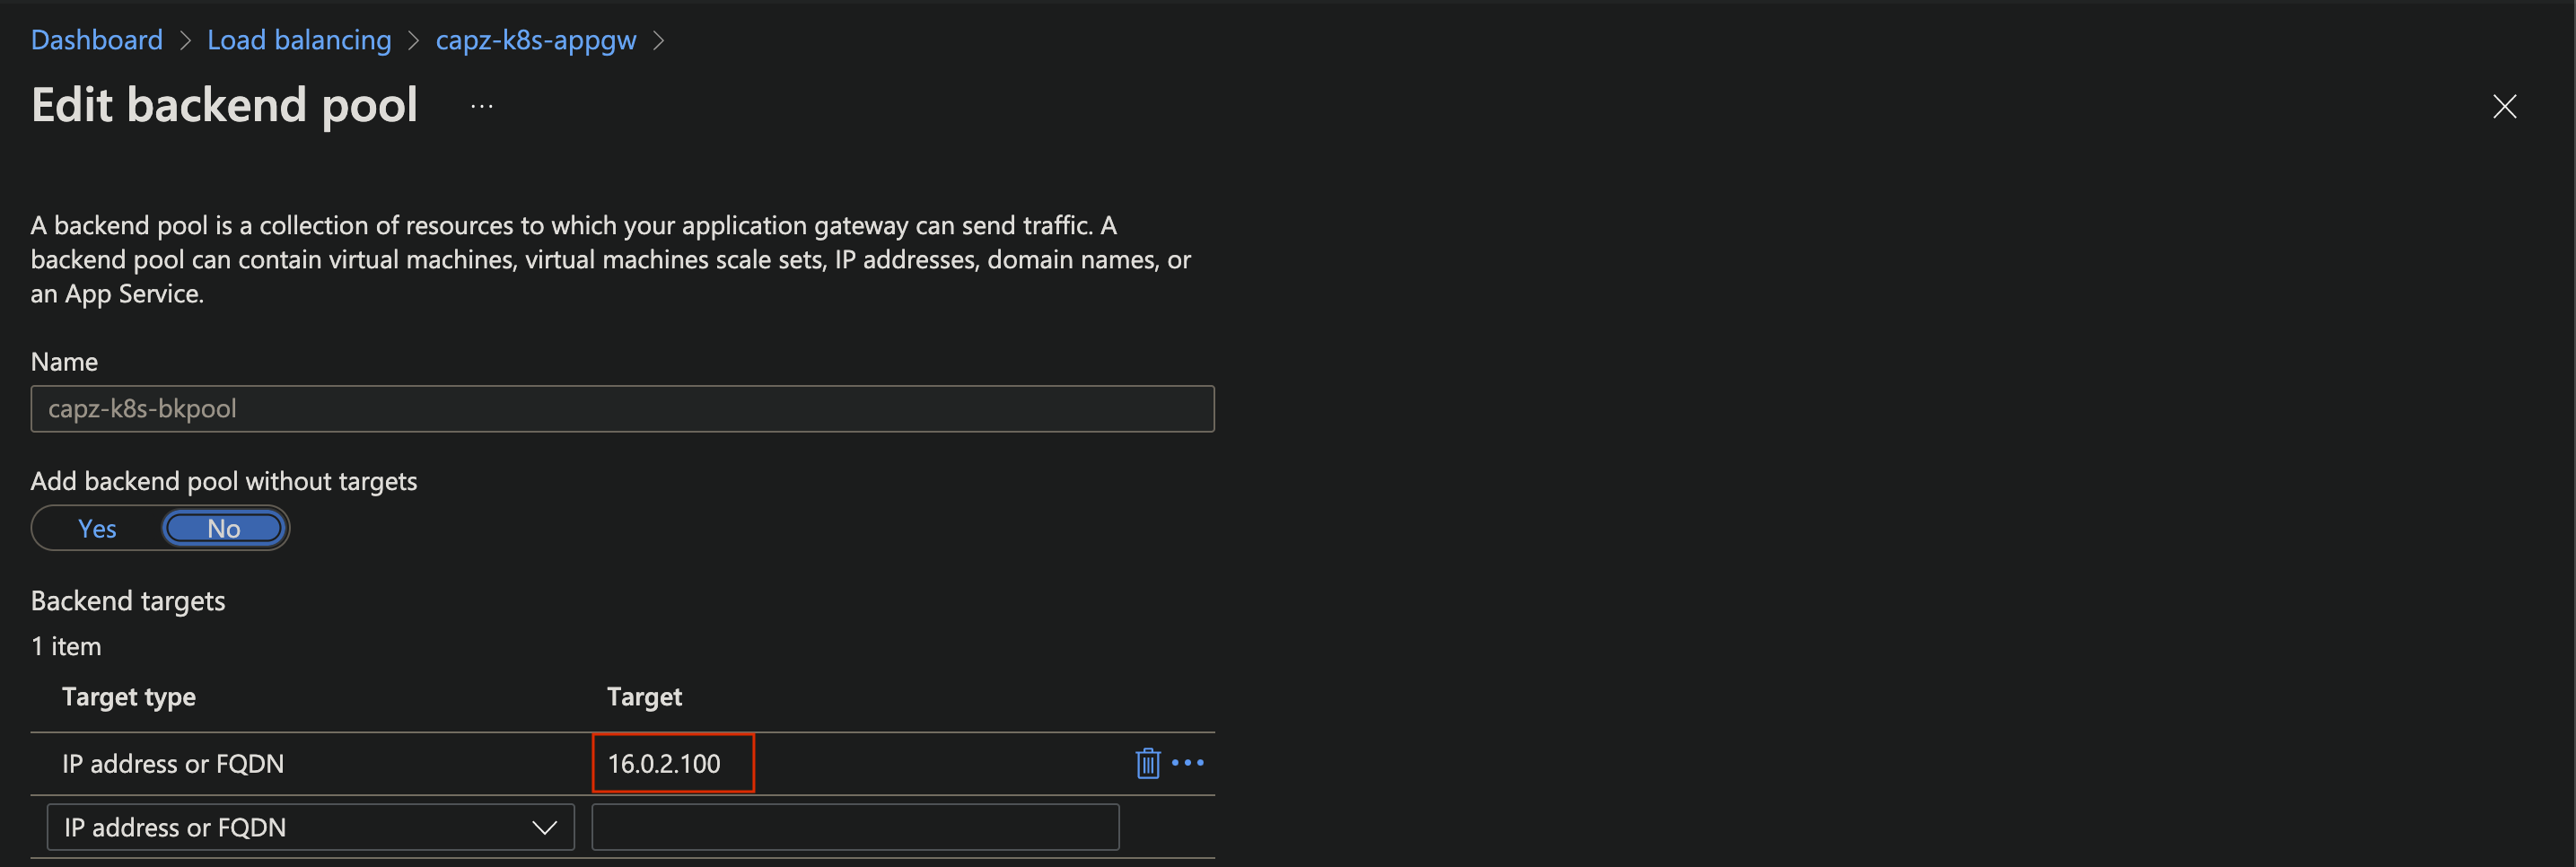 Dashboard > Load balancing > capz-k8s-appgw >
Edit backend pool ...
A backend pool is a collection of resources to which your application gateway can send traffic. A
backend pool can contain virtual machines, virtual machines scale sets, IP addresses, domain names, or
an App Service.
Name
capz-k8s-bkpool
Add backend pool without targets
Yes No
Backend targets
1 item
Target type Target
IP address or FQDN 16.0.2.100
IP address or FQDN